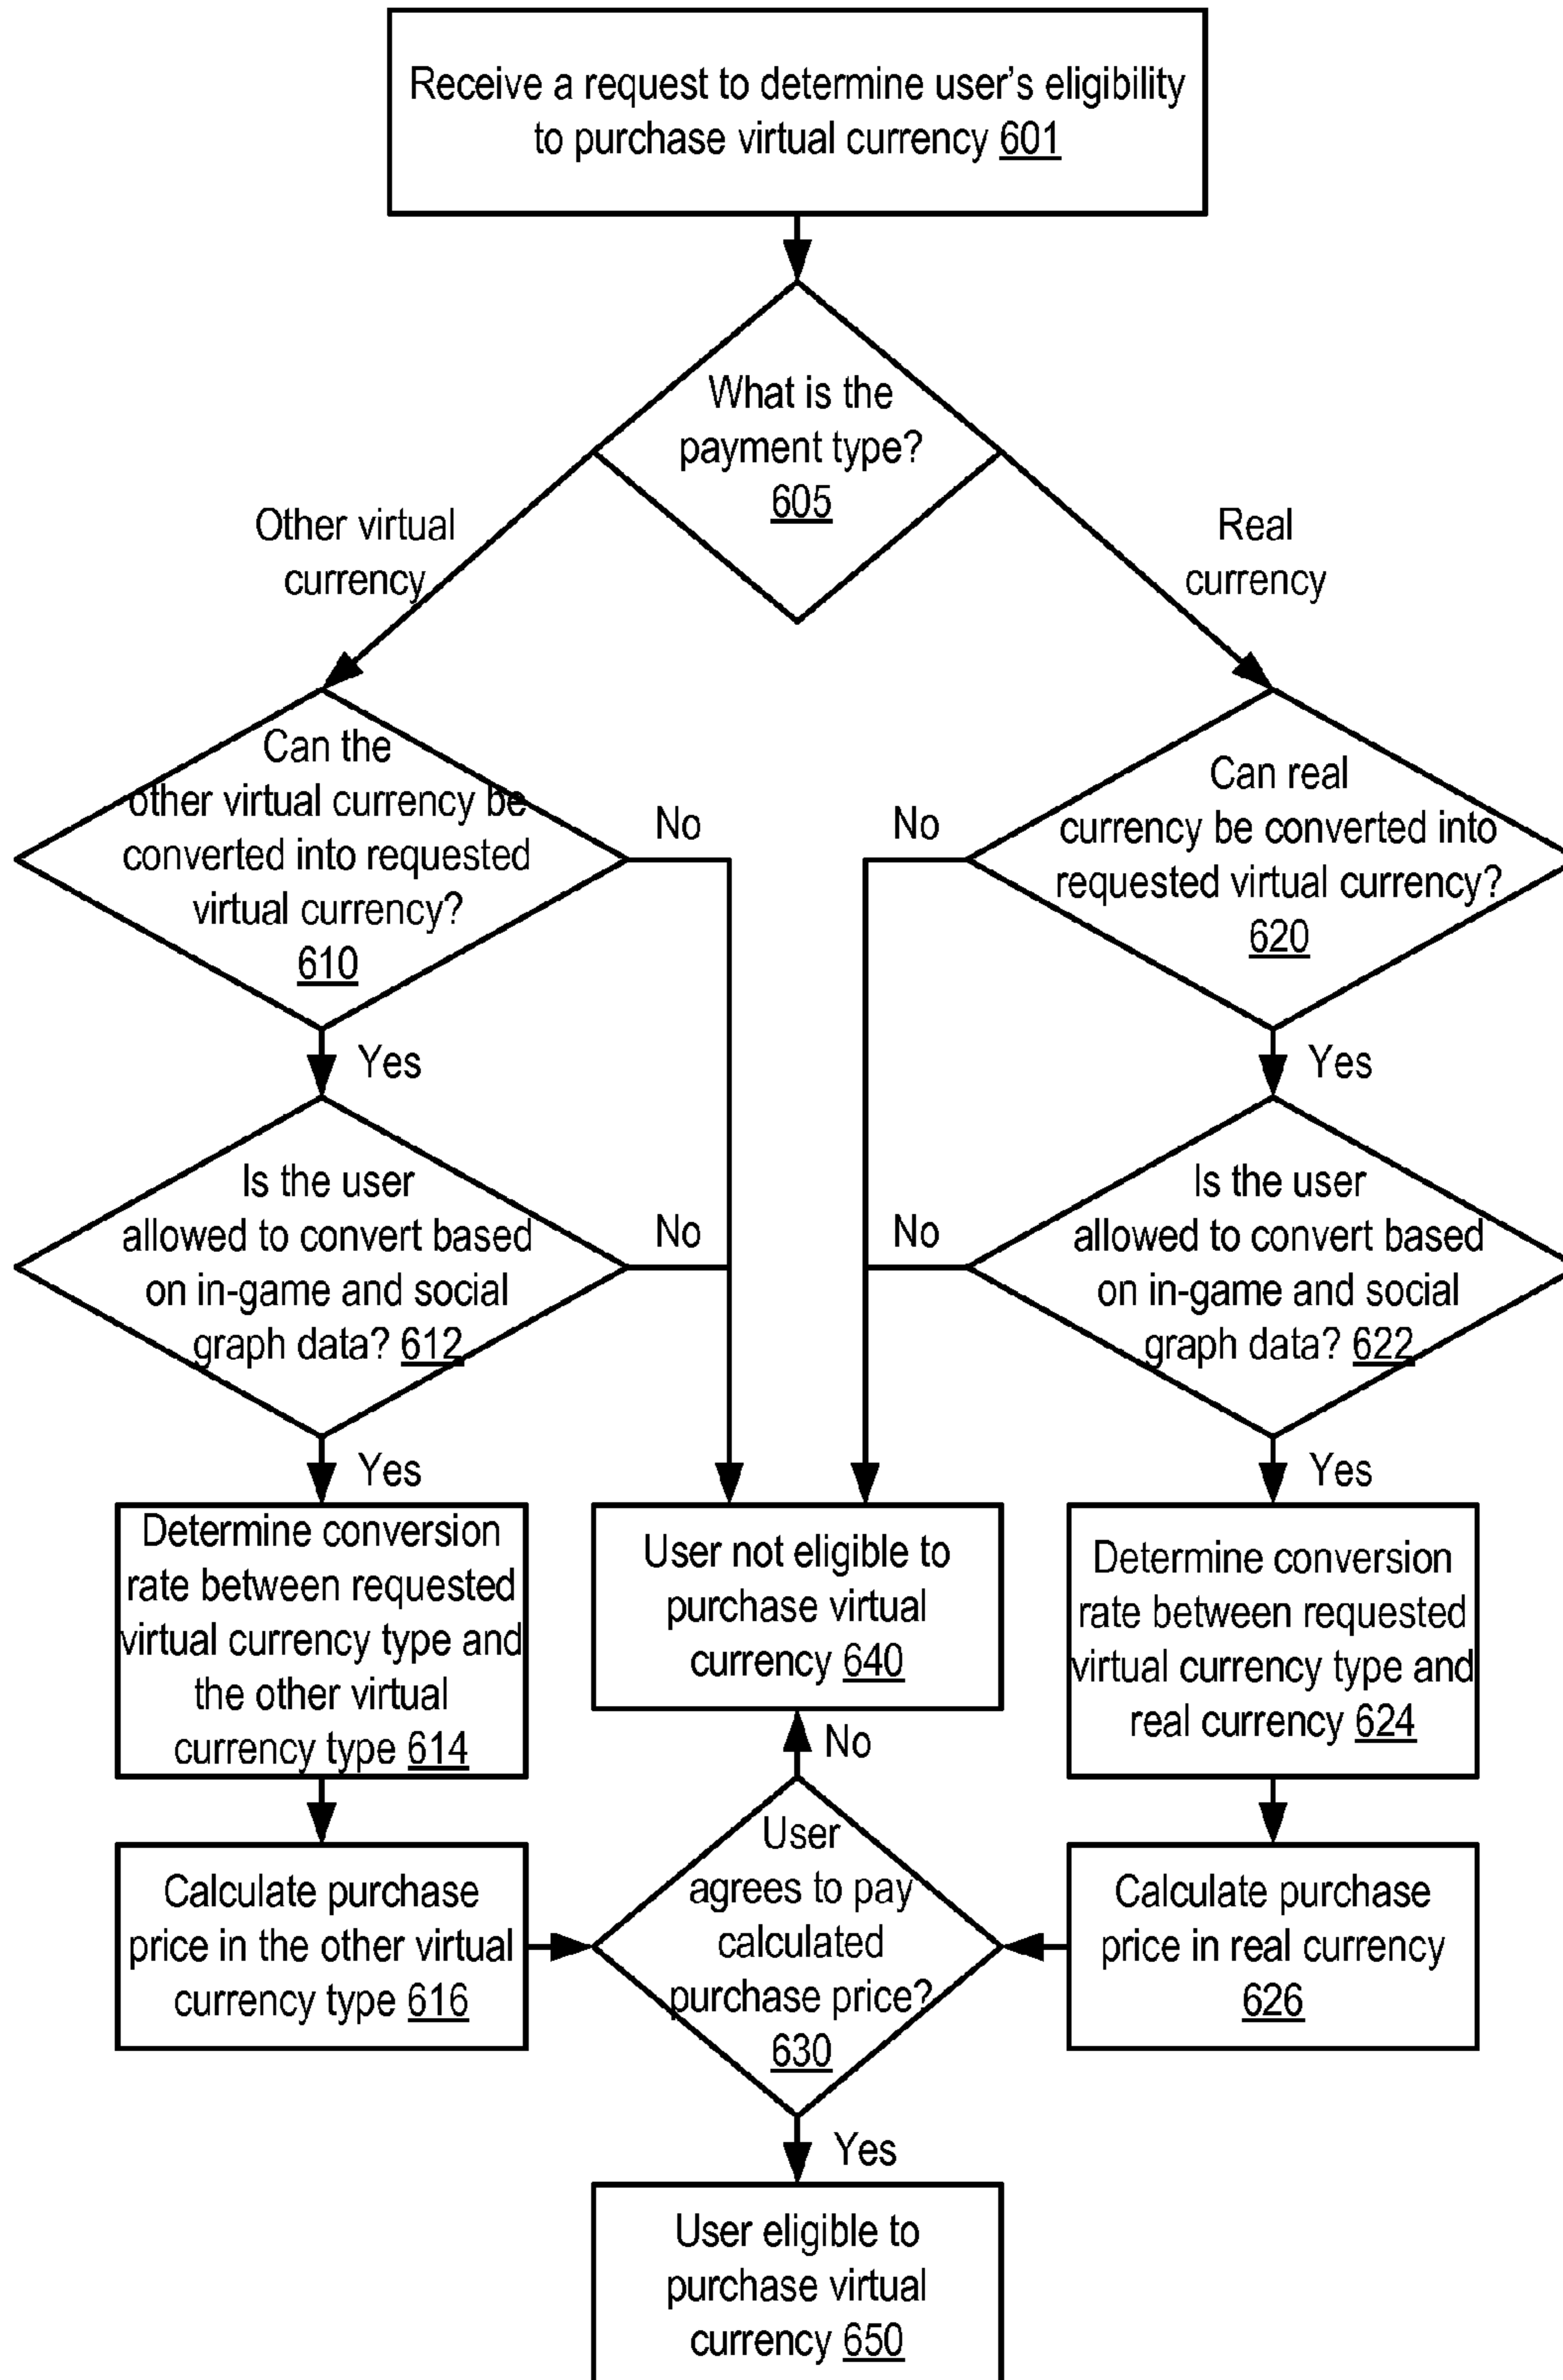 Receive a request to determine user's eligibility
to purchase virtual currency 601
What is the
payment type?
605
Other virtual
currency
Real
currency
Can the
other virtual currency be
converted into requested
virtual currency?
610
No
No
Can real
currency be converted into
requested virtual currency?
620
Yes
Yes
Is the user
allowed to convert based
on in-game and social
graph data? 612
No
No
Is the user
allowed to convert based
on in-game and social
graph data? 622
Yes
Yes
Determine conversion
rate between requested
virtual currency type and
the other virtual
currency type 614
User not eligible to
purchase virtual
currency 640
Determine conversion
rate between requested
virtual currency type and
real currency 624
No
Calculate purchase
price in the other virtual
currency type 616
User
agrees to pay
calculated
purchase price?
630
Calculate purchase
price in real currency
626
Yes
User eligible to
purchase virtual
currency 650